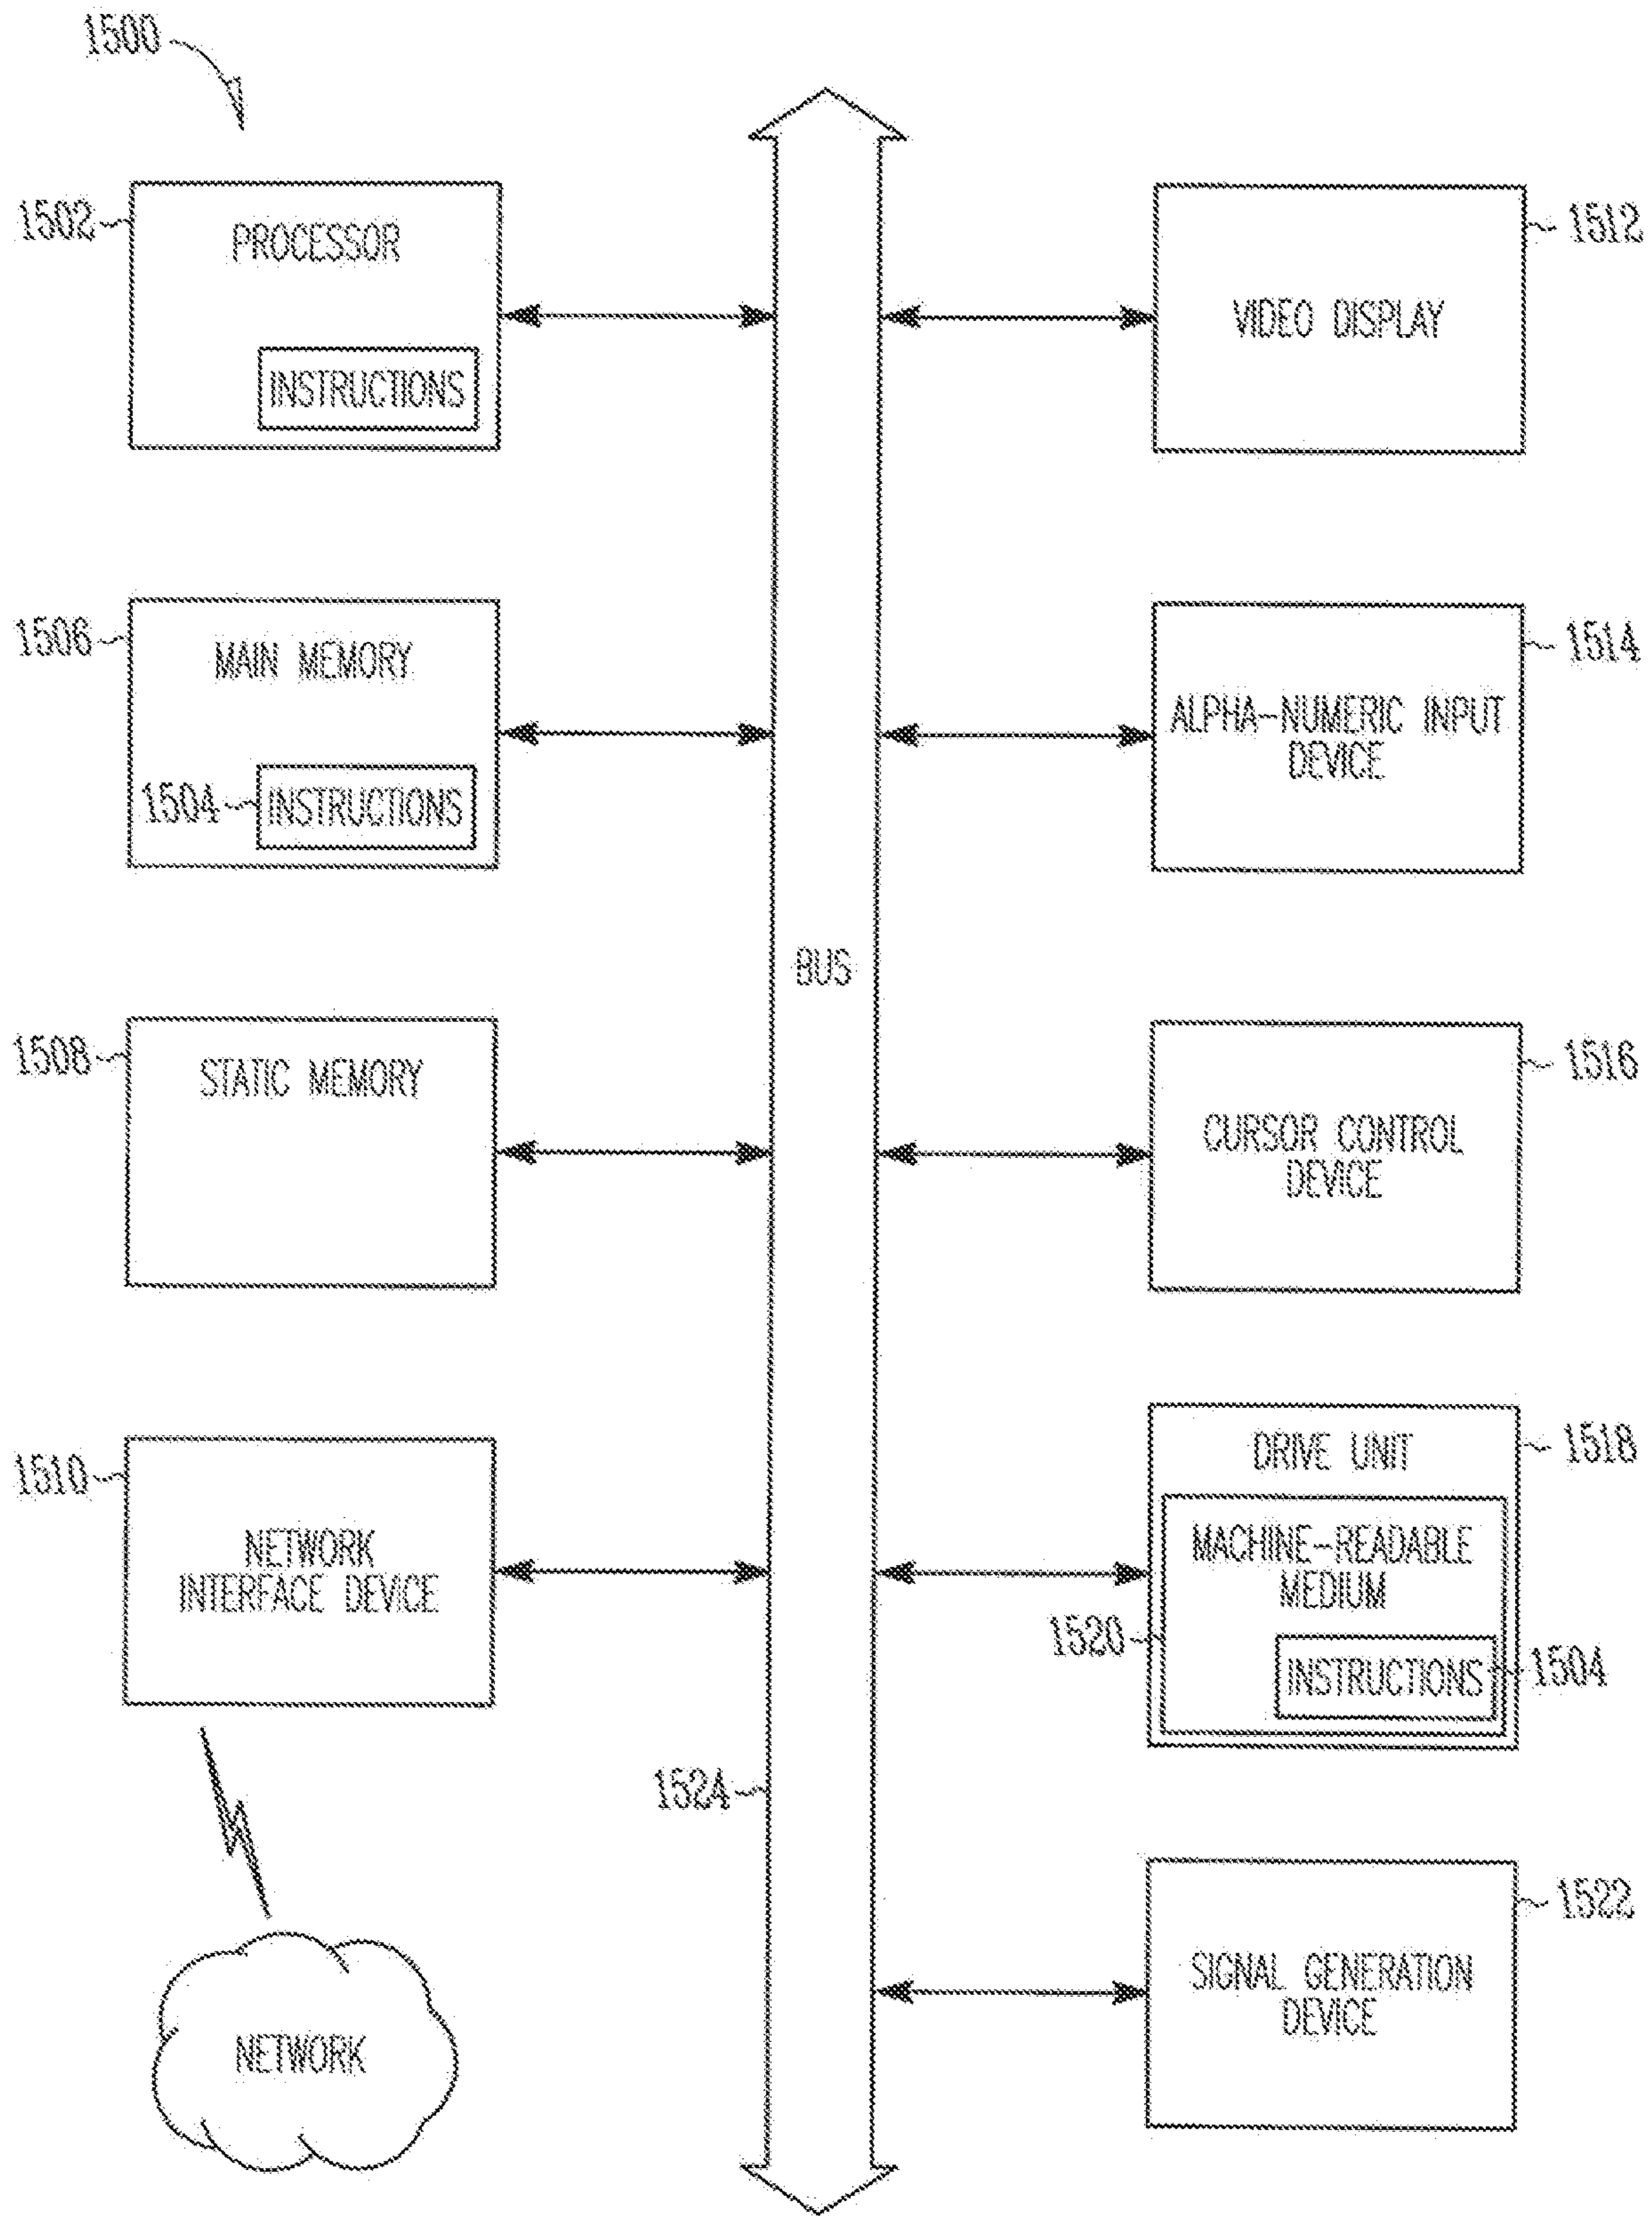 1500
1502
PROCESSOR
INSTRUCTIONS
1506
MAIN MEMORY
1504
INSTRUCTIONS
1508
STATIC MEMORY
1510
NETWORK
INTERFACE DEVICE
NETWORK
BUS
1524
1512
VIDEO DISPLAY
1514
ALPHA-NUMERIC INPUT
DEVICE
1516
CURSOR CONTROL
DEVICE
1518
DRIVE UNIT
MACHINE-READABLE
MEDIUM
1520
INSTRUCTIONS
1504
1522
SIGNAL GENERATION
DEVICE